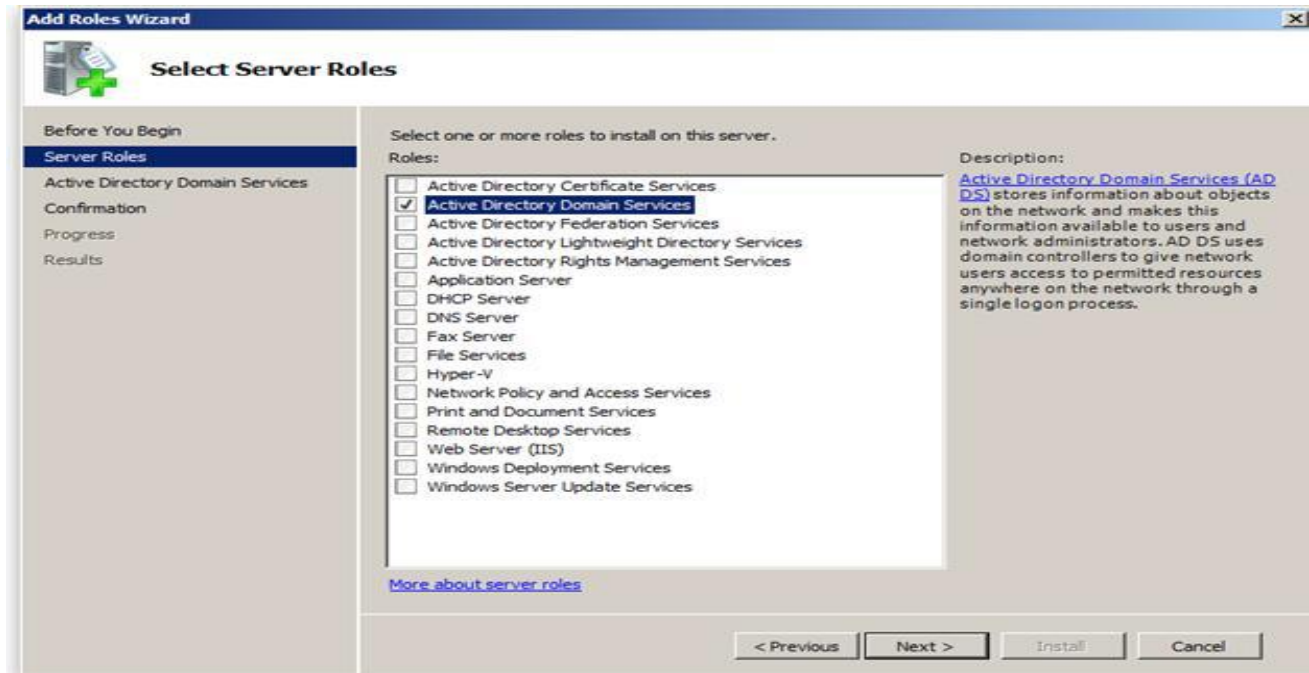 Add Roles Wizard
Select Server Roles
Before You Begin
Server Roles
Active Directory Domain Services
Confirmation
Progress
Results
Select one or more roles to install on this server.
Roles:
Active Directory Certificate Services
Active Directory Domain Services
Active Directory Federation Services
Active Directory Lightweight Directory Services
Active Directory Rights Management Services
Application Server
DHCP Server
DNS Server
Fax Server
File Services
Hyper-V
Network Policy and Access Services
Print and Document Services
Remote Desktop Services
Web Server (IIS)
Windows Deployment Services
Windows Server Update Services
More about server roles
Description:
Active Directory Domain Services (AD
DS) stores information about objects
on the network and makes this
information available to users and
network administrators. AD DS uses
domain controllers to give network
users access to permitted resources
anywhere on the network through a
single logon process.
< Previous
Next >
Install
Cancel